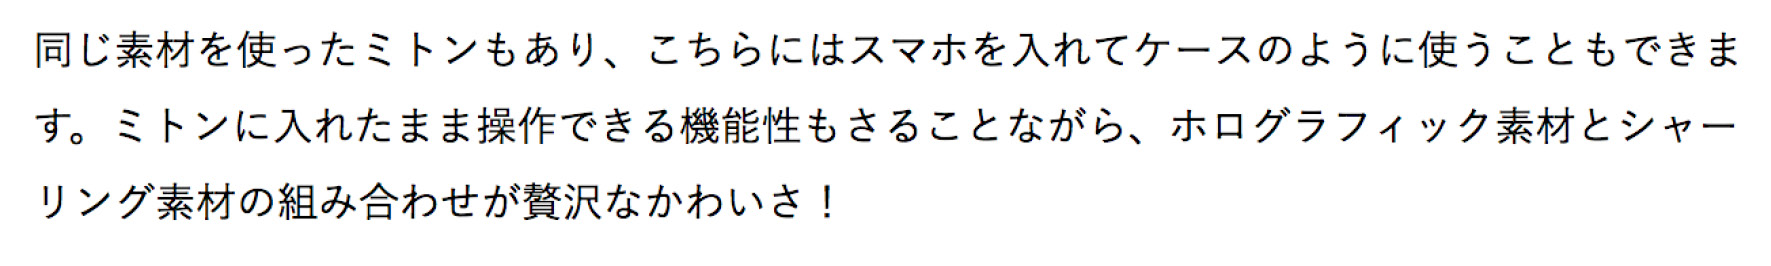 同じ素材を使ったミトンもあり、こちらにはスマホを入れてケースのように使うこともできま
す。ミトンに入れたまま操作できる機能性もさることながら、ホログラフィック素材とシャー
リング素材の組み合わせが贅沢なかわいさ！